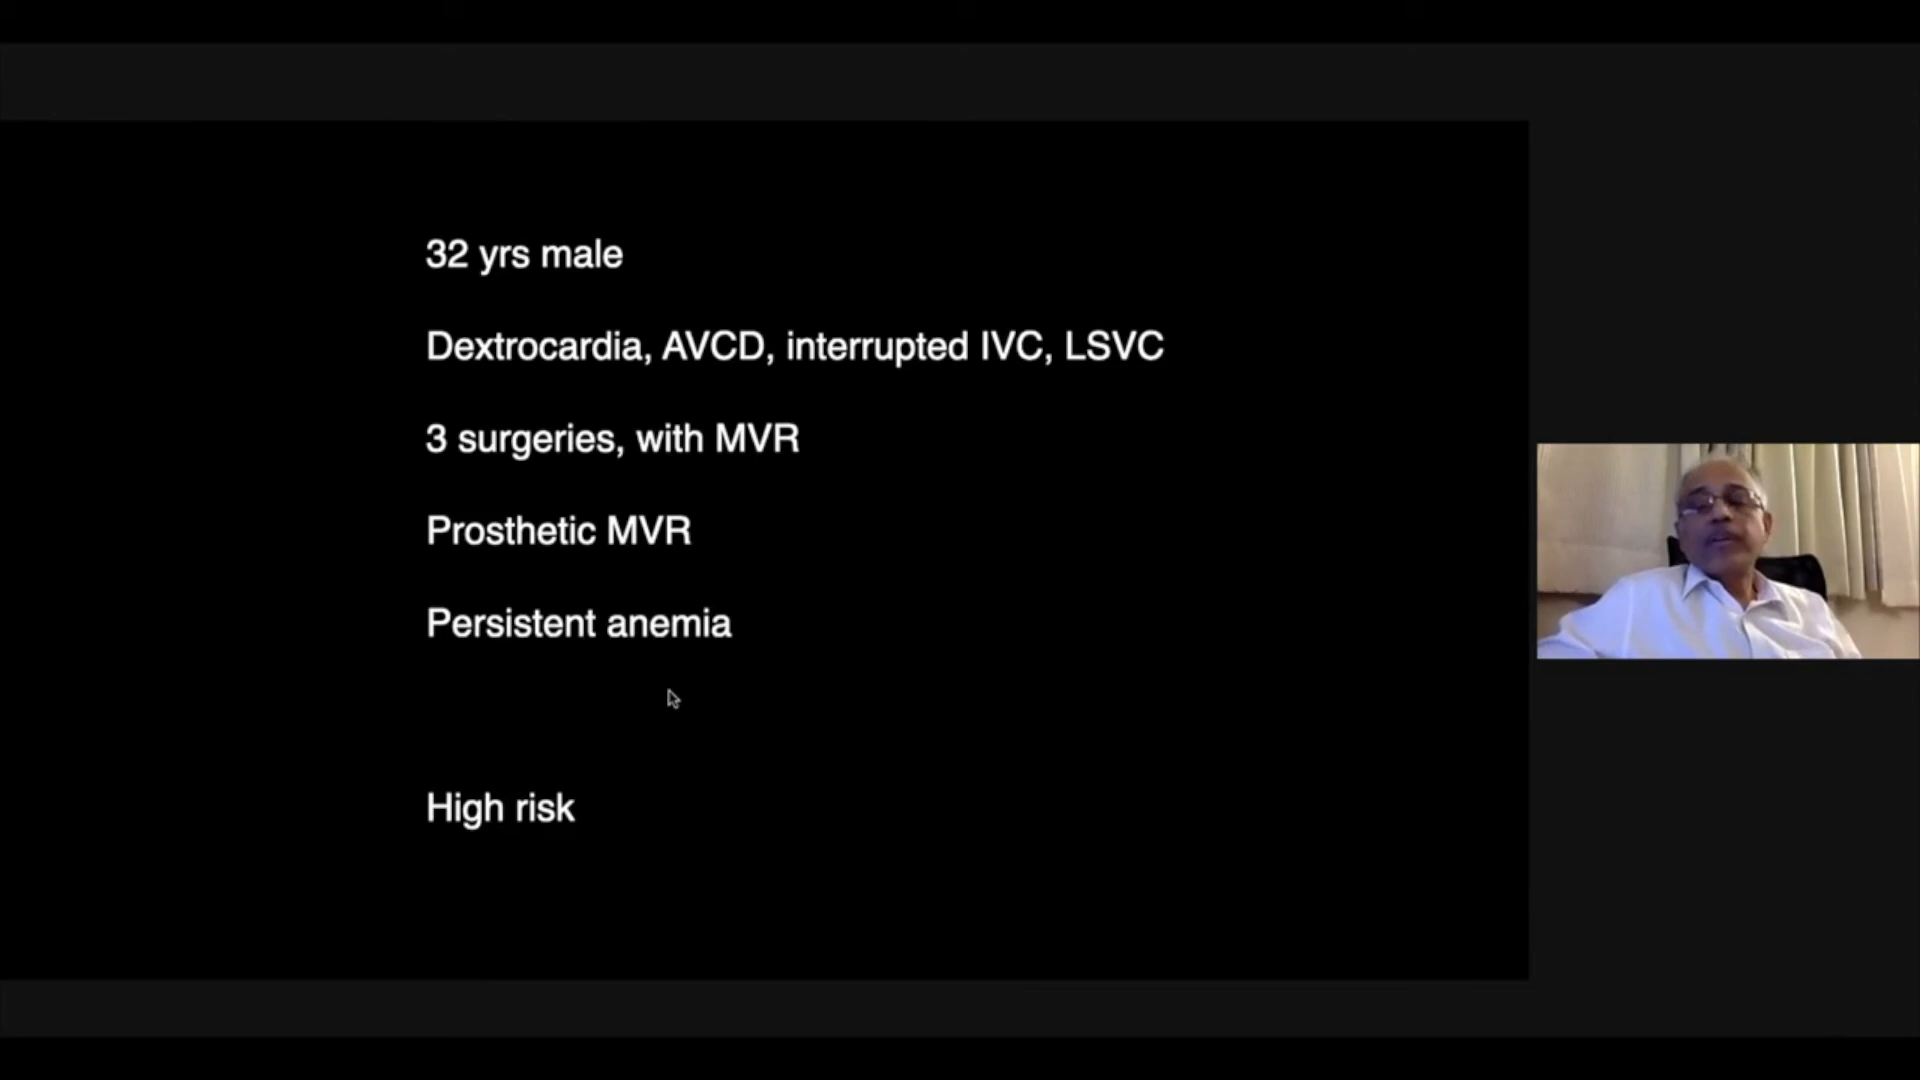 32 yrs male
Dextrocardia, AVCD, interrupted IVC, LSVC
3 surgeries, with MVR
Prosthetic MVR
Persistent anemia
High risk